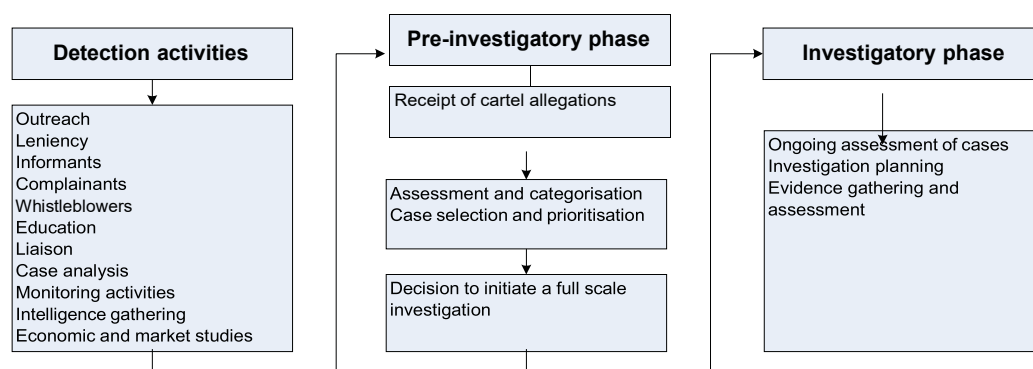 Detection activities
Outreach
Leniency
Informants
Complainants
Whistleblowers
Education
Liaison
Case analysis
Monitoring activities
Intelligence gathering
Economic and market studies
Pre-investigatory phase
Receipt of cartel allegations
Assessment and categorisation
Case selection and prioritisation
Decision to initiate a full scale
investigation
Investigatory phase
Ongoing assessment of cases
Investigation planning
Evidence gathering and
assessment